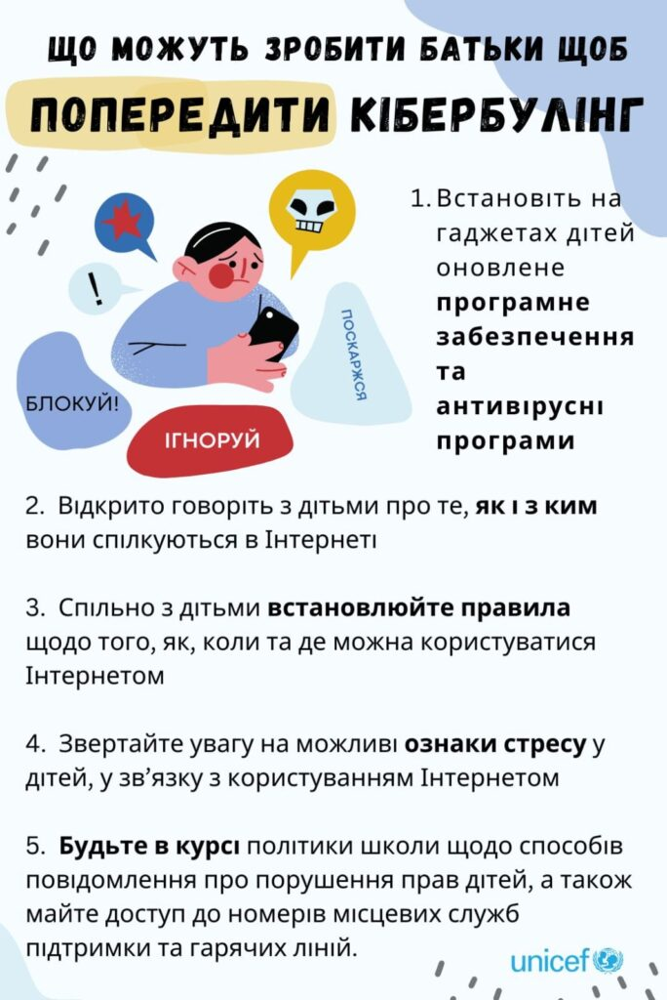 ЩО МОЖУТЬ ЗРОБИТИ БАТЬКИ ЩОБ
ПОПЕРЕДИТИ КІБЕРБУЛІНГ
!
БЛОКУЙ!
ІГНОРУЙ
ПОСКАРЖСЯ
1. Встановіть на
гаджетах дітей
оновлене
програмне
забезпечення
та
антивірусні
програми
2. Відкрито говоріть з дітьми про те, як і з ким
вони спілкуються в Інтернеті
3. Спільно з дітьми встановлюйте правила
щодо того, як, коли та де можна користуватися
Інтернетом
4. Звертайте увагу на можливі ознаки стресу у
дітей, у зв’язку з користуванням Інтернетом
5. Будьте в курсі політики школи щодо способів
повідомлення про порушення прав дітей, а також
майте доступ до номерів місцевих служб
підтримки та гарячих ліній.
unicef